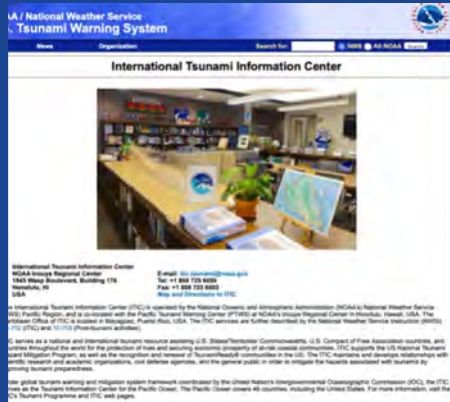 AA / National Weather Service
. Tsunami Warning System
News Organization Search for: NWS All NOAA Search
International Tsunami Information Center
International Tsunami Information Center
NOAA Inouye Regional Center
1845 Wasp Boulevard, Building 176
Honolulu, HI
USA
E-mail: itic.tsunami@noaa.gov
Tel: +1 808 725 6050
Fax: +1 808 725 6055
Map and Directions to ITIC
International Tsunami Information Center (ITIC) is operated by the National Oceanic and Atmospheric Administration (NOAA's) National Weather Service
WS) Pacific Region, and is co-located with the Pacific Tsunami Warning Center (PTWC) at NOAA's Inouye Regional Center in Honolulu, Hawaii, USA. The
ribbean Office of ITIC is located in Mayaguez, Puerto Rico, USA. The ITIC services are further described by the National Weather Service Instruction (NWSI)
(ITIC) and (Post-tsunami activities)
C serves as a national and international tsunami resource assisting U.S. States/Territories/Commonwealths, U.S. Compact of Free Association countries, and
untries throughout the world for the protection of lives and securing economic prosperity of at-risk coastal communities. ITIC supports the US National Tsunami
zard Mitigation Program, as well as the recognition and renewal of TsunamiReady® communities in the US. The ITIC maintains and develops relationships with
entific research and academic organizations, civil defense agencies, and the general public in order to mitigate the hazards associated with tsunamis by
proving tsunami preparedness.
der global tsunami warning and mitigation system framework coordinated by the United Nation's Intergovernmental Oceanographic Commission (IOC), the ITIC
ves as the Tsunami Information Center for the Pacific Ocean. The Pacific Ocean covers 46 countries, including the United States. For more information, visit the
C's Tsunami Programme and ITIC web pages.